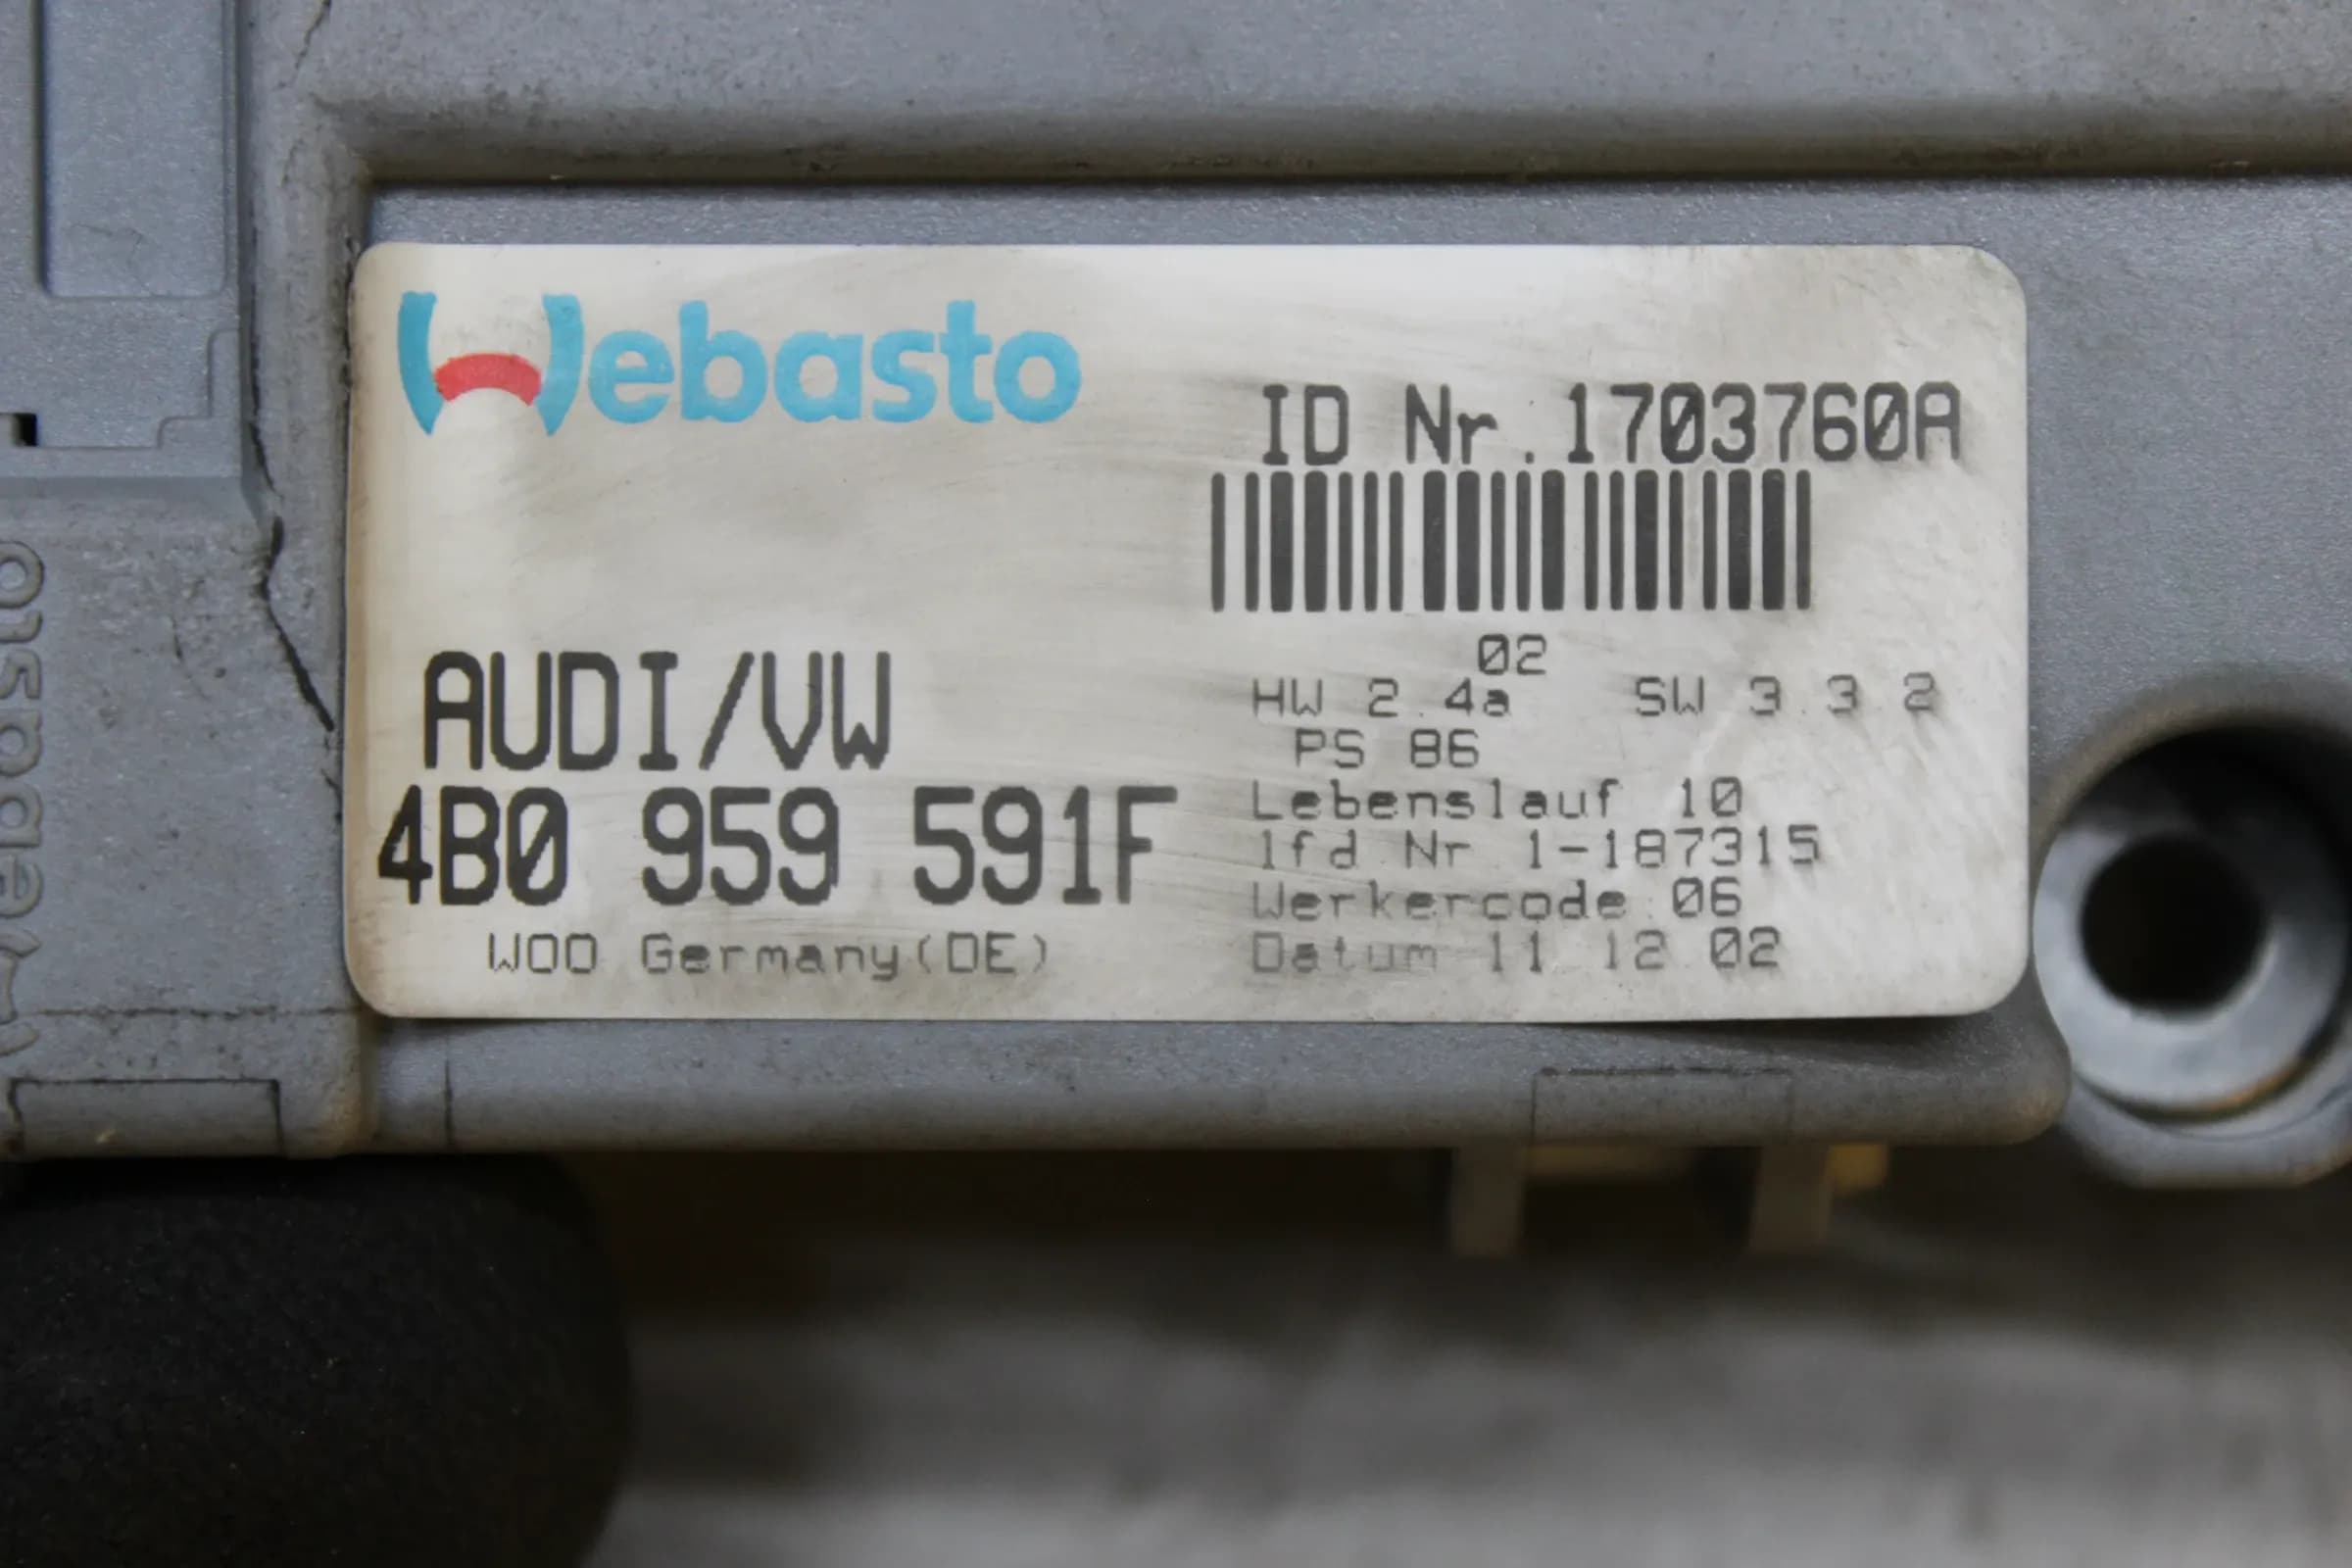 Webasto
ID Nr.1703760A
02
HW 2.4a SW 3.3.2
PS 86
AUDI/VW
Lebenslauf 10
4B0 959 591F
lfd.Nr 1-187315
Werkercode 06
WOO Germany(DE)
Datum 11.12.02
Webasto